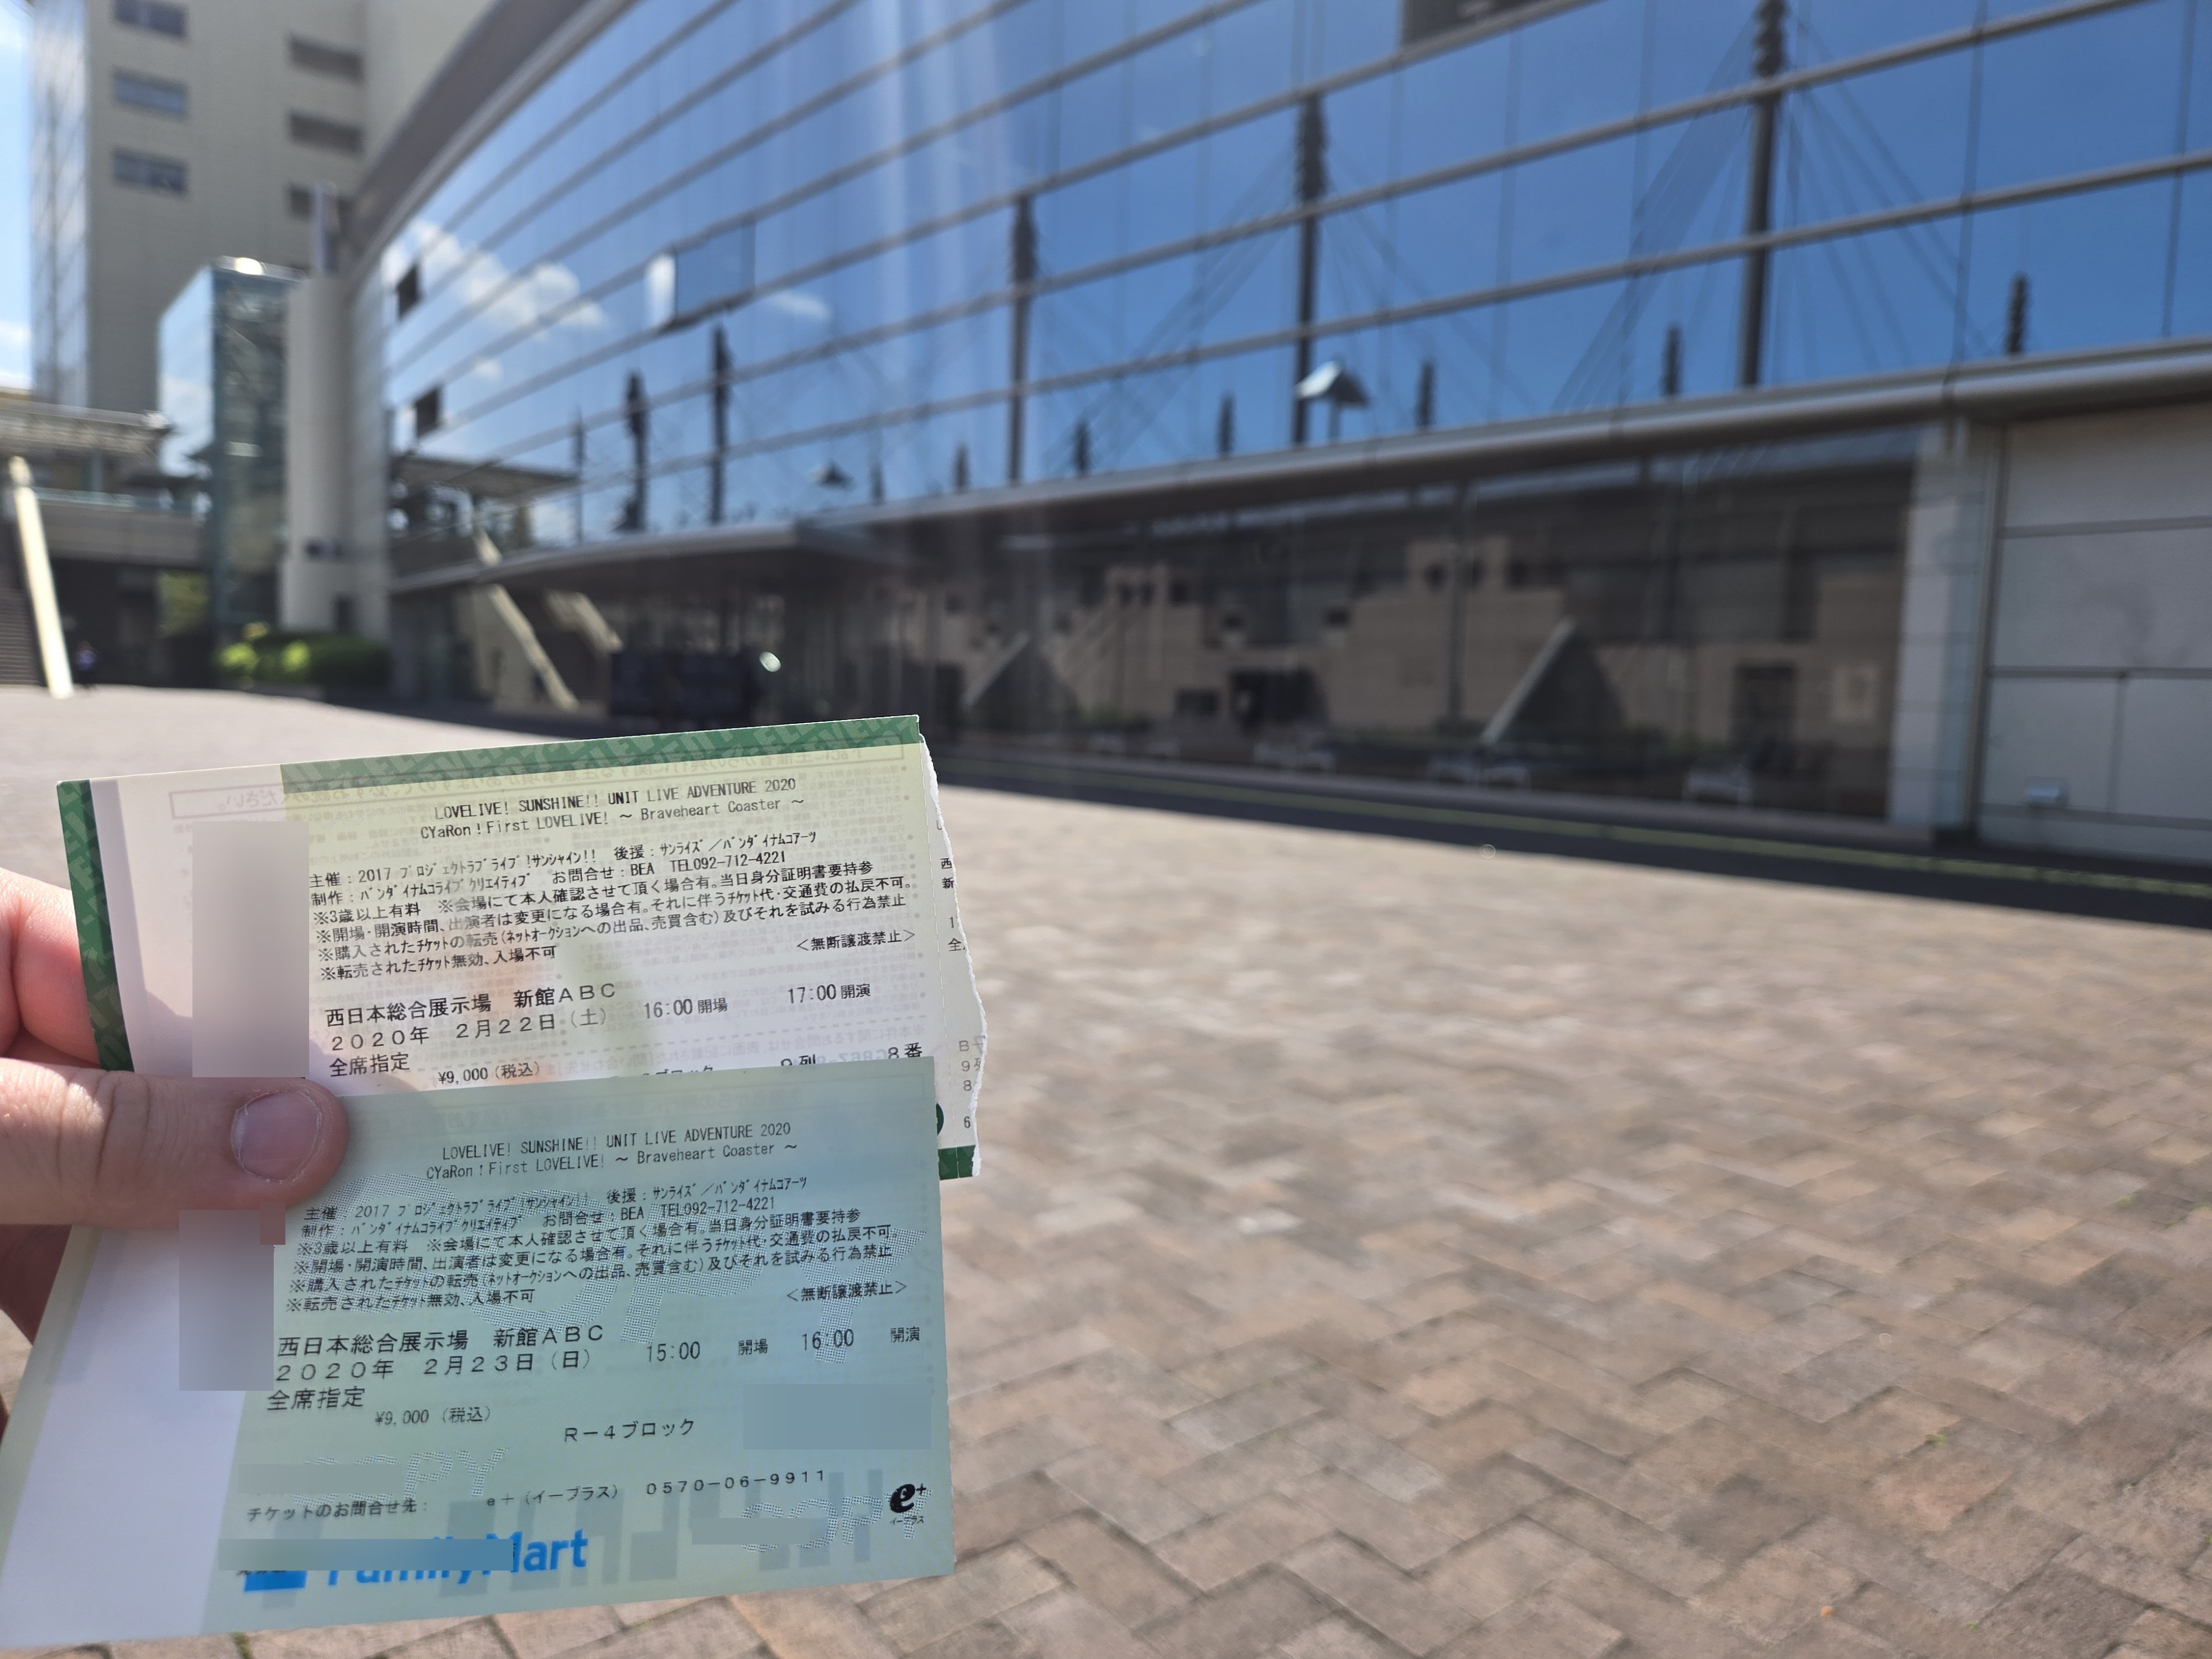 LOVELIVE! SUNSHINE!! UNIT LIVE ADVENTURE 2020
CYaRon！First LOVELIVE! ～ Braveheart Coaster ～
主催：2017 プロジェクトラブライブ！サンシャイン!! 後援：サンライズ／バンダイナムコアーツ
制作：バンダイナムコライブクリエイティブ お問合せ：BEA TEL092-712-4221
※3歳以上有料 ※会場にて本人確認させて頂く場合有。当日身分証明書要持参
※開場・開演時間、出演者は変更になる場合有。それに伴うチケット代・交通費の払戻不可。
※購入されたチケットの転売(ネットオークションへの出品、売買含む)及びそれを試みる行為禁止
※転売されたチケット無効、入場不可 ＜無断譲渡禁止＞
西日本総合展示場 新館ＡＢＣ
２０２０年 ２月２２日（土） 16:00 開場 17:00 開演
全席指定
¥9,000 (税込) ブロック 9列 8番
西
新
1
全
B
9列
8
6
LOVELIVE! SUNSHINE!! UNIT LIVE ADVENTURE 2020
CYaRon！First LOVELIVE! ～ Braveheart Coaster ～
主催：2017 プロジェクトラブライブ！サンシャイン!! 後援：サンライズ／バンダイナムコアーツ
制作：バンダイナムコライブクリエイティブ お問合せ：BEA TEL092-712-4221
※3歳以上有料 ※会場にて本人確認させて頂く場合有。当日身分証明書要持参
※開場・開演時間、出演者は変更になる場合有。それに伴うチケット代・交通費の払戻不可。
※購入されたチケットの転売(ネットオークションへの出品、売買含む)及びそれを試みる行為禁止
※転売されたチケット無効、入場不可 ＜無断譲渡禁止＞
西日本総合展示場 新館ＡＢＣ
２０２０年 ２月２３日（日） 15:00 開場 16:00 開演
全席指定
¥9,000 (税込)
Ｒ－４ブロック
チケットのお問合せ先： e＋（イープラス） 0570-06-9911
e+
イープラス
FamilyMart
COPY